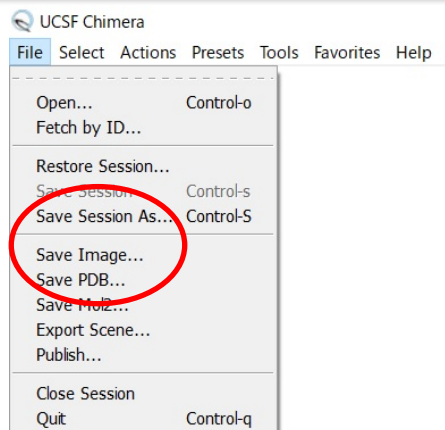 UCSF Chimera
File Select Actions Presets Tools Favorites Help
Open... Control-o
Fetch by ID...
Restore Session...
Save Session Control-s
Save Session As... Control-S
Save Image...
Save PDB...
Save Mol2...
Export Scene...
Publish...
Close Session
Quit Control-q